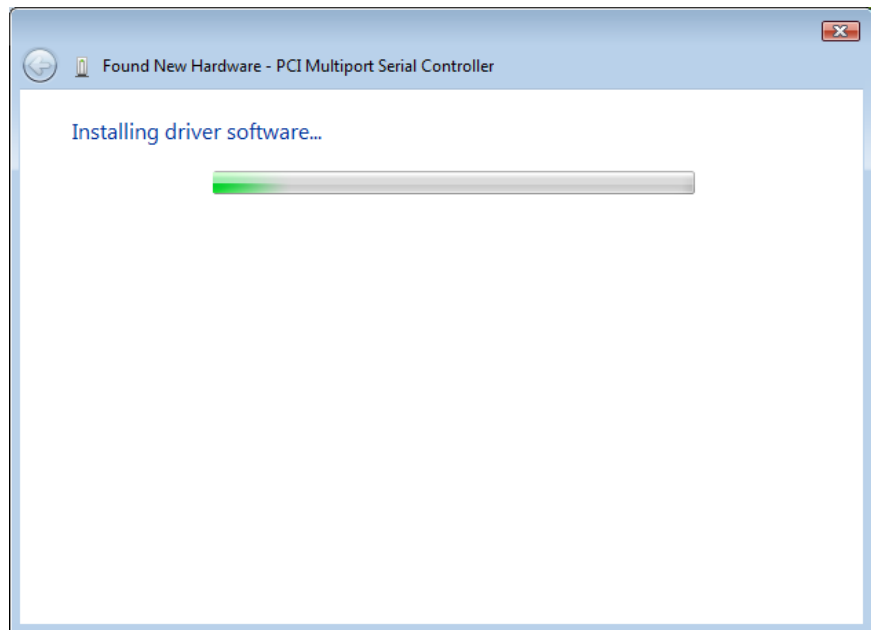 Found New Hardware - PCI Multiport Serial Controller
Installing driver software...